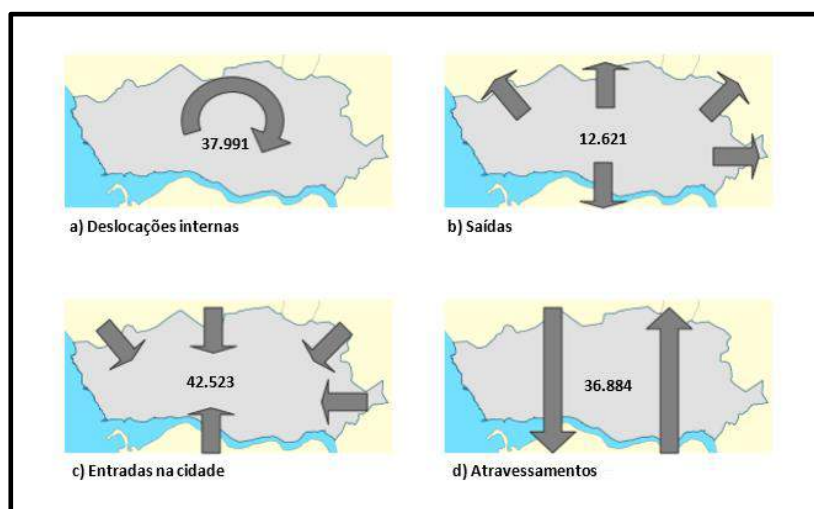 37.991
a) Deslocações internas
12.621
b) Saídas
42.523
c) Entradas na cidade
36.884
d) Atravessamentos